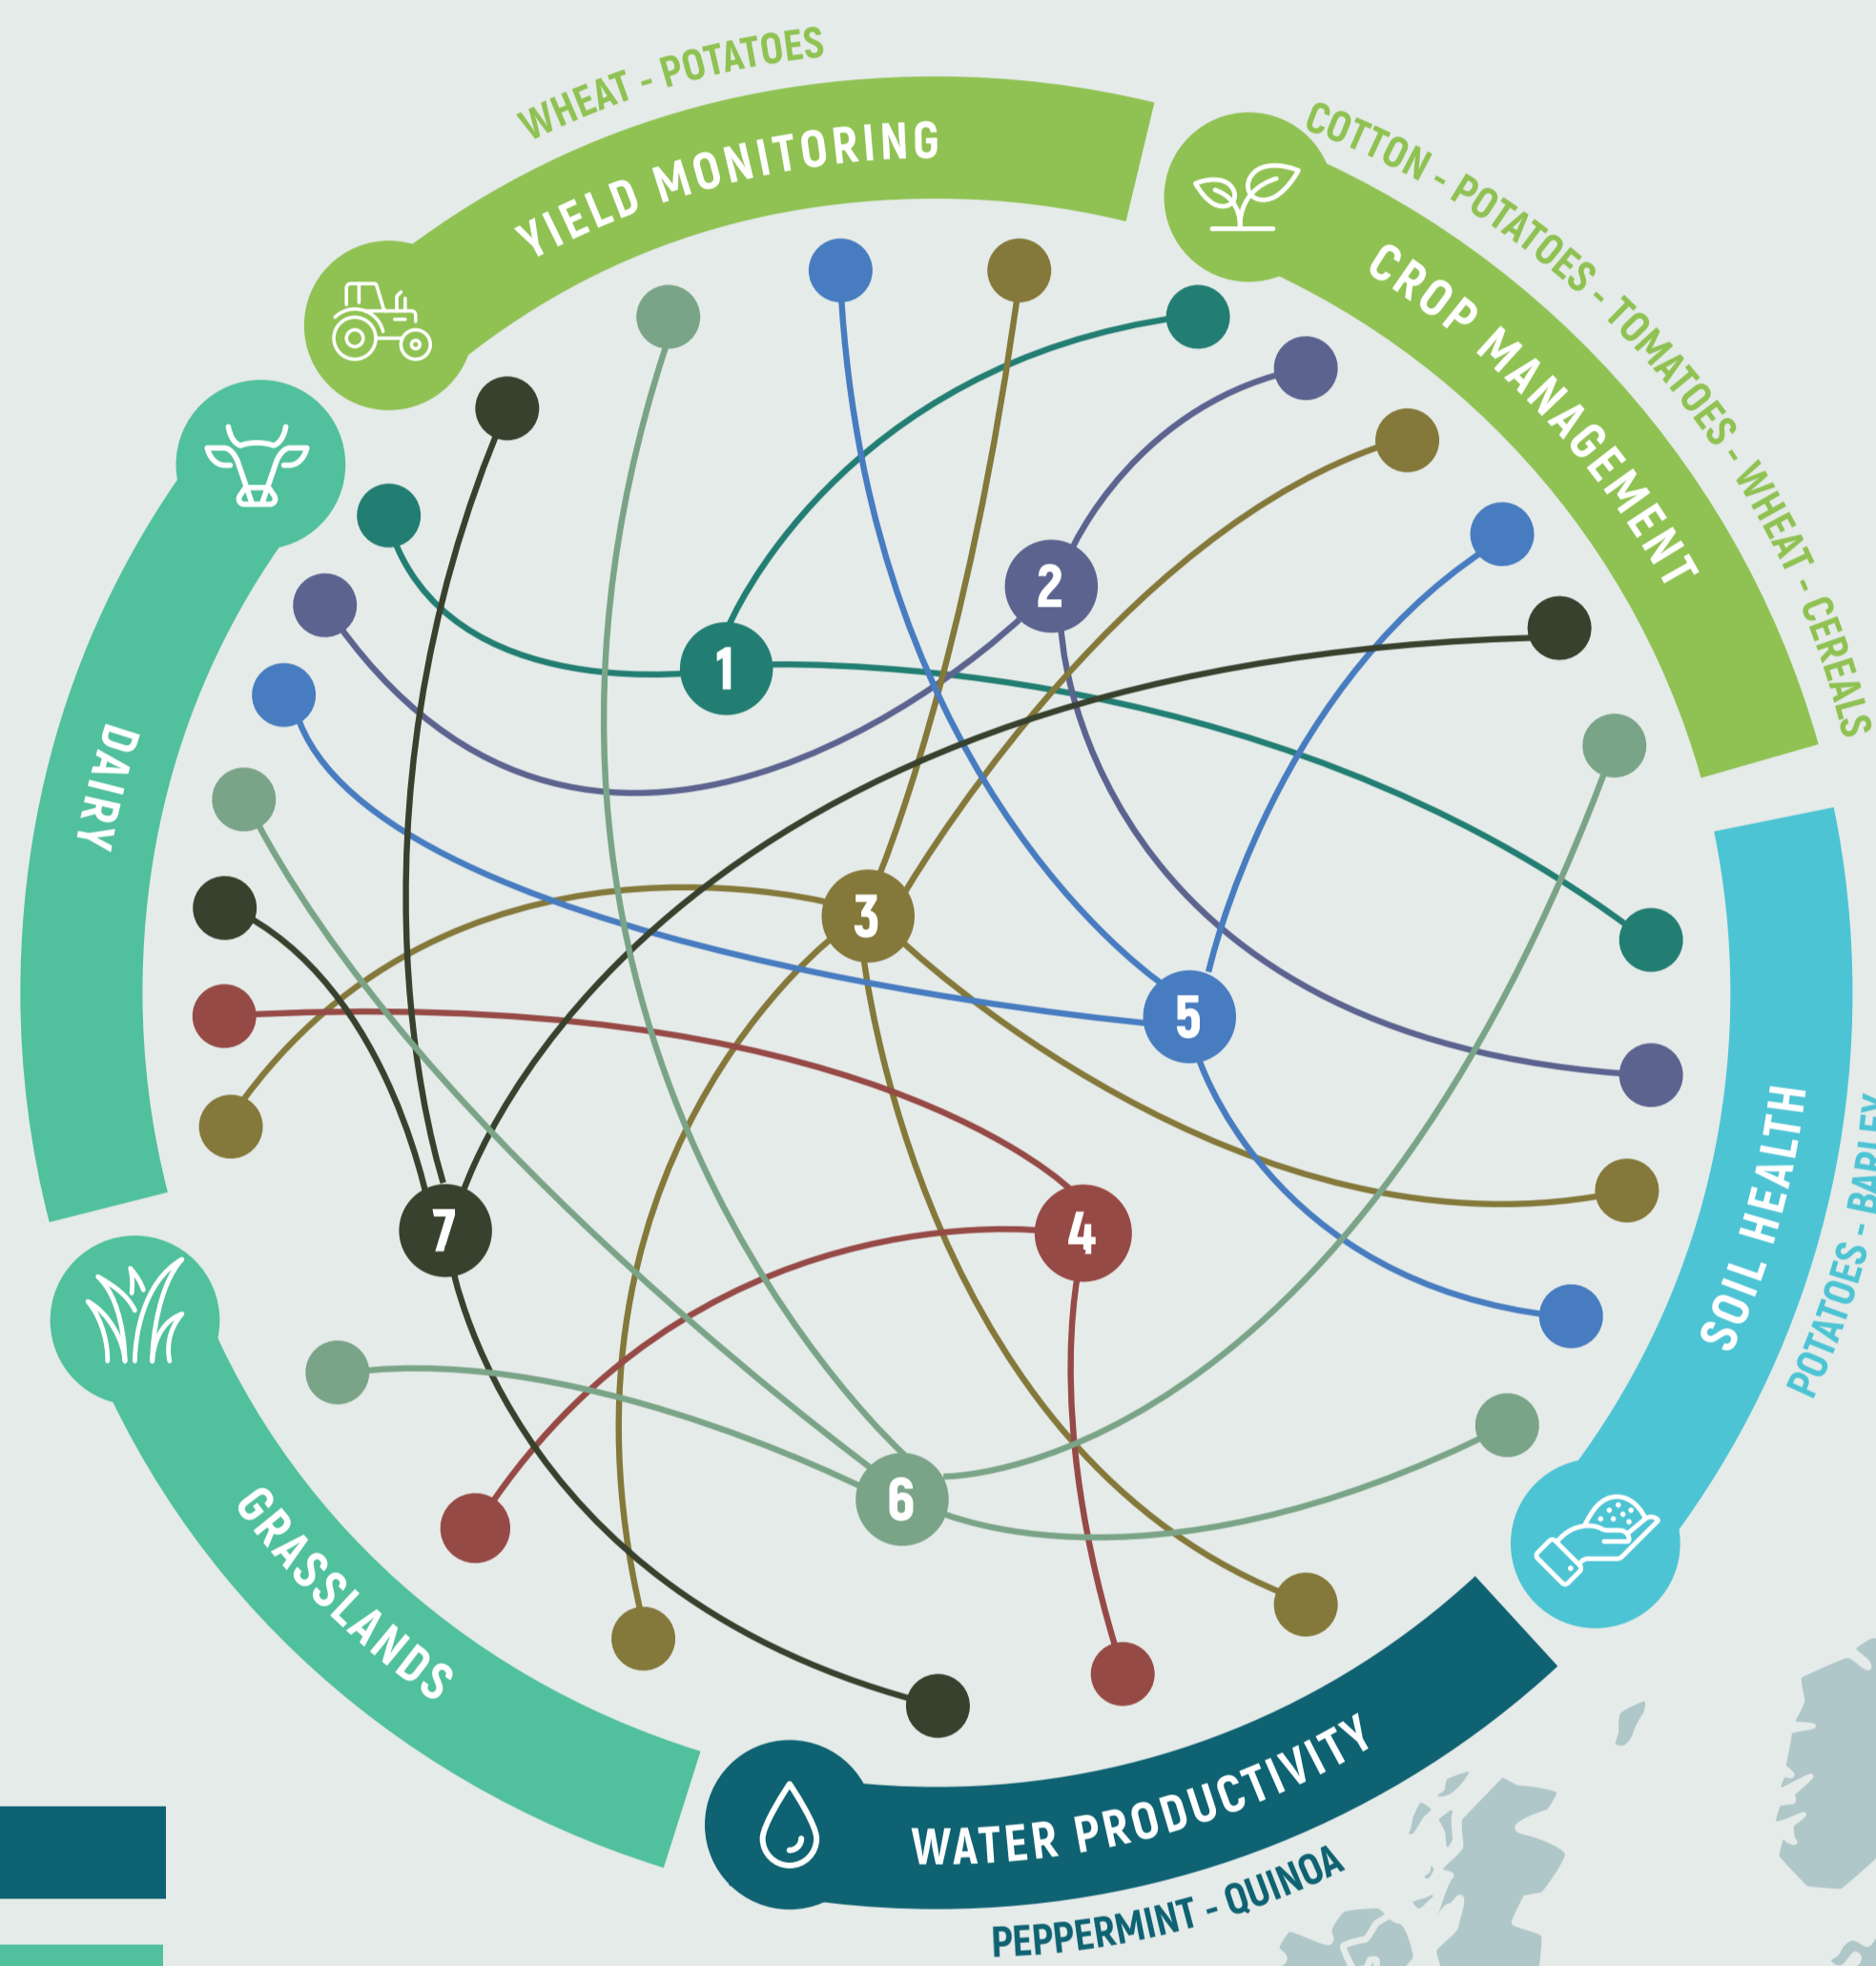 WHEAT - POTATOES
YIELD MONITORING
COTTON - POTATOES - TOMATOES - WHEAT - CEREALS
CROP MANAGEMENT
DAIRY
1
2
3
4
5
6
7
SOIL HEALTH
POTATOES - BARLEY
GRASSLANDS
WATER PRODUCTIVITY
PEPPERMINT - QUINOA